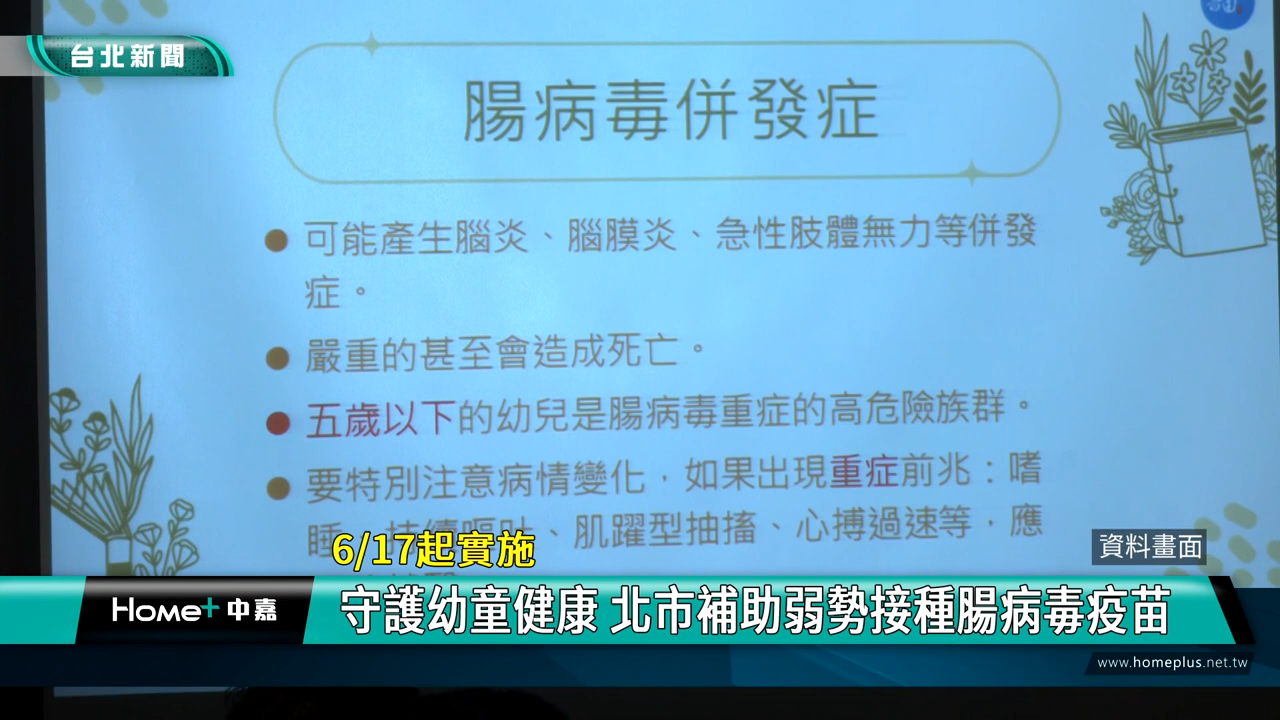 台北新聞
腸病毒併發症
可能產生腦炎、腦膜炎、急性肢體無力等併發
症。
嚴重的甚至會造成死亡。
五歲以下的幼兒是腸病毒重症的高危險族群。
要特別注意病情變化，如果出現重症前兆：嗜
睡、持續嘔吐、肌躍型抽搐、心搏過速等，應
6/17起實施
資料畫面
Home+中嘉
守護幼童健康 北市補助弱勢接種腸病毒疫苗
www.homeplus.net.tw